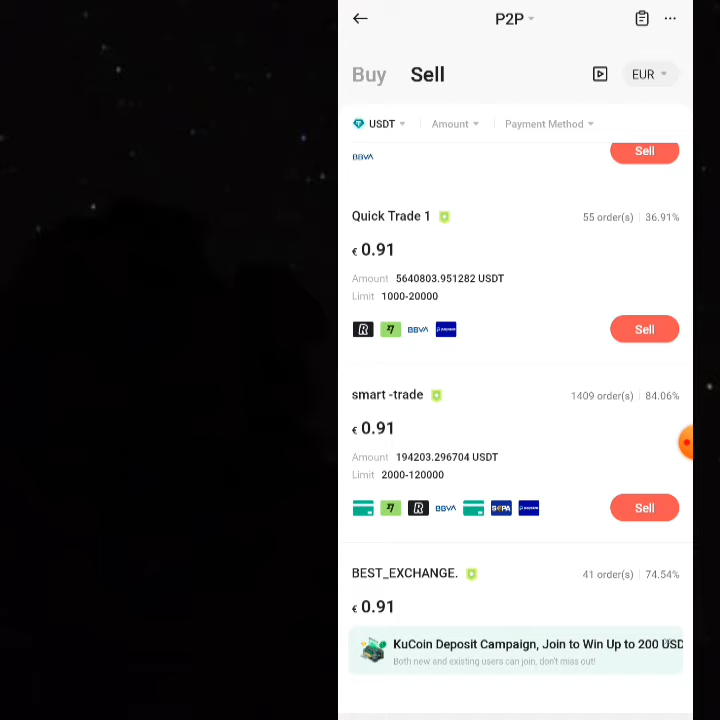 P2P
Buy Sell EUR
USDT Amount Payment Method
BBVA Sell
Quick Trade 1 55 order(s) 36.91%
€ 0.91
Amount 5640803.951282 USDT
Limit 1000-20000
BBVA Sell
smart -trade 1409 order(s) 84.06%
€ 0.91
Amount 194203.296704 USDT
Limit 2000-120000
BBVA SEPA Sell
BEST_EXCHANGE. 41 order(s) 74.54%
€ 0.91
KuCoin Deposit Campaign, Join to Win Up to 200 USD
Both new and existing users can join, don't miss out!